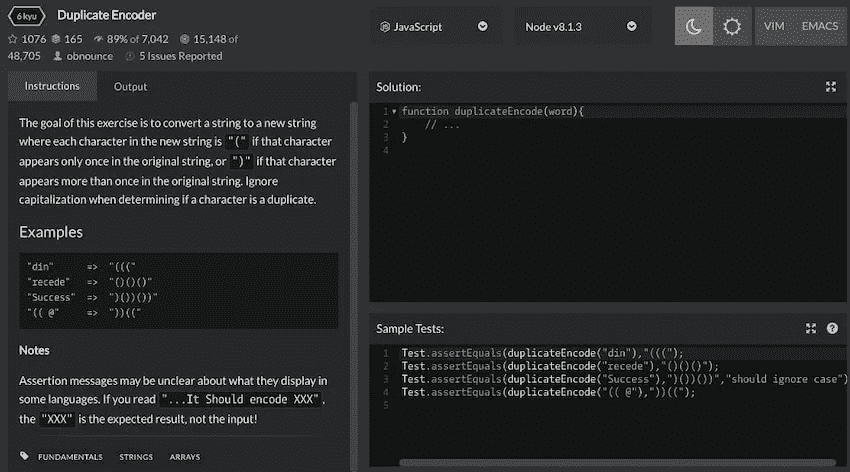 6 kyu Duplicate Encoder
1076 165 89% of 7,042 15,148 of
48,705 obnounce 5 Issues Reported
JavaScript
Node v8.1.3
VIM EMACS
Instructions Output
The goal of this exercise is to convert a string to a new string
where each character in the new string is "(" if that character
appears only once in the original string, or ")" if that character
appears more than once in the original string. Ignore
capitalization when determining if a character is a duplicate.
Examples
"din" => "((("
"recede" => "()()()"
"Success" => ")())())"
"(( @" => "))(("
Notes
Assertion messages may be unclear about what they display in
some languages. If you read "...It Should encode XXX",
the "XXX" is the expected result, not the input!
FUNDAMENTALS STRINGS ARRAYS
Solution:
1 function duplicateEncode(word){
2 // ...
3 }
4
Sample Tests:
1 Test.assertEquals(duplicateEncode("din"),"(((");
2 Test.assertEquals(duplicateEncode("recede"),"()()()");
3 Test.assertEquals(duplicateEncode("Success"),")())())","should ignore case")
4 Test.assertEquals(duplicateEncode("(( @"),"))((");
5